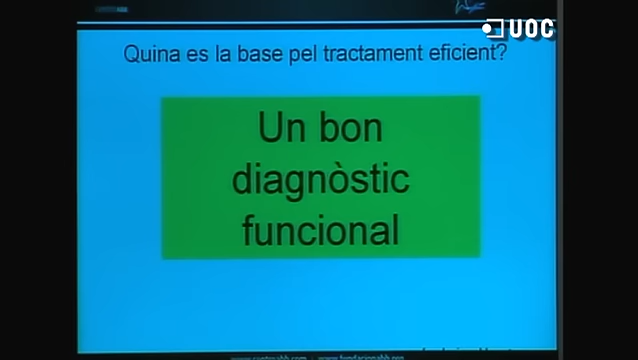 UOC
Quina es la base pel tractament eficient?
Un bon
diagnòstic
funcional